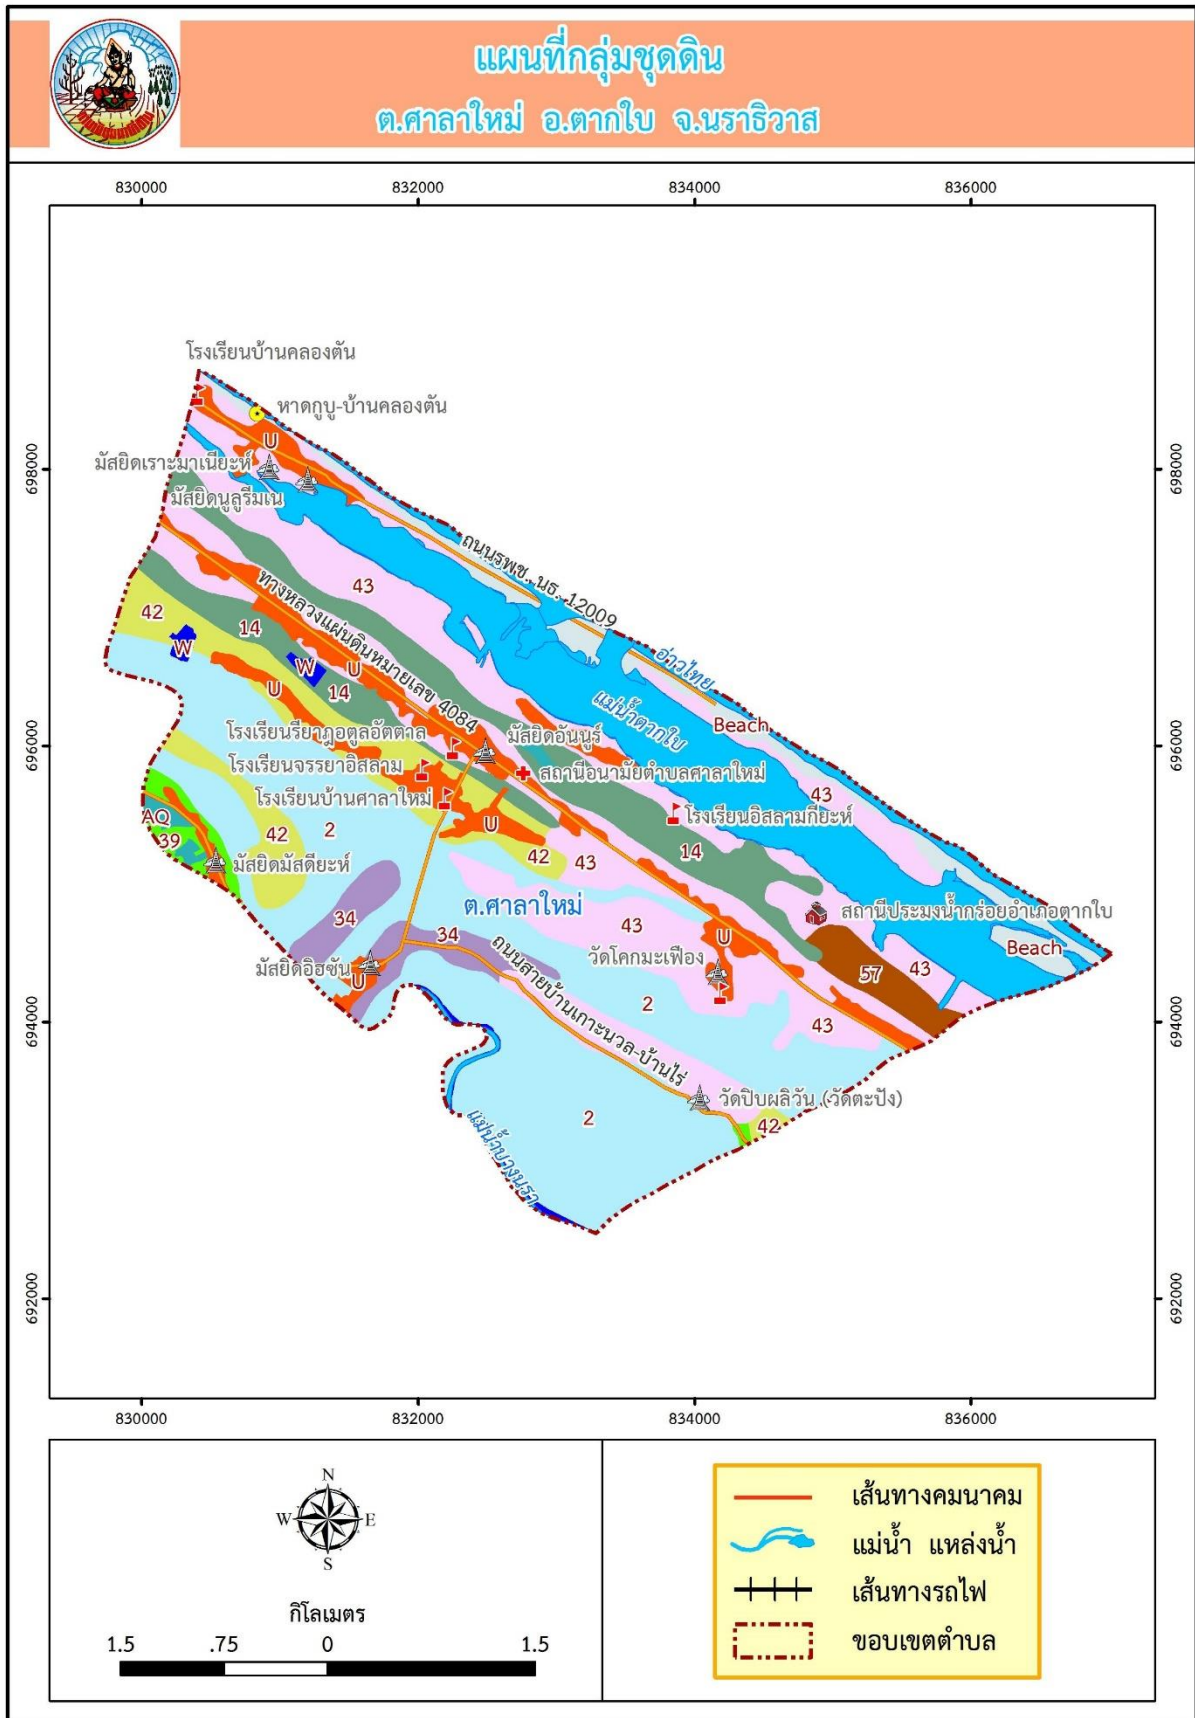 แผนที่กลุ่มชุดดิน
ต.ศาลาใหม่ อ.ตากใบ จ.นราธิวาส
830000 832000 834000 836000
โรงเรียนบ้านคลองตัน
หาดกูบู-บ้านคลองตัน
U
698000 698000
มัสยิดเราะมาเนียะห์
มัสยิดนูลูรีมเน
ถนนรพช. นธ. 12009
43
ทางหลวงแผ่นดินหมายเลข 4084
42
14
W
W
U
อ่าวไทย
U
14
แม่น้ำตากใบ
Beach
โรงเรียนรียาฎอตูลอัตตาล
มัสยิดอันนูร์
696000 696000
โรงเรียนจรรยาอิสลาม
สถานีอนามัยตำบลศาลาใหม่
โรงเรียนบ้านศาลาใหม่
43
โรงเรียนอิสลามกียะห์
AQ
U
39
42
2
42
43
14
มัสยิดมัสดียะห์
ต.ศาลาใหม่
34
34
43
สถานีประมงน้ำกร่อยอำเภอตากใบ
U
Beach
มัสยิดอิฮซัน
วัดโคกมะเฟือง
57
43
U
ถนนสายบ้านเกาะนวล-บ้านไร่
2
43
694000 694000
วัดปิบผลิวัน (วัดตะปัง)
2
42
แม่น้ำบางนรา
692000 692000
830000 832000 834000 836000
N
W E
S
กิโลเมตร
1.5 .75 0 1.5
เส้นทางคมนาคม
แม่น้ำ แหล่งน้ำ
เส้นทางรถไฟ
ขอบเขตตำบล